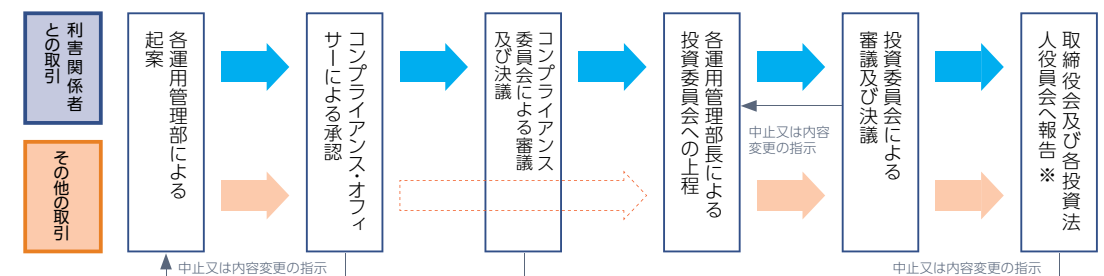 利害関係者
との取引
その他の取引
各運用管理部による
起案
コンプライアンス・オフィ
サーによる承認
コンプライアンス
委員会による審議
及び決議
各運用管理部長による
投資委員会への上程
中止又は内容
変更の指示
投資委員会による
審議及び決議
取締役会及び各投資法
人役員会へ報告※
中止又は内容変更の指示
中止又は内容変更の指示